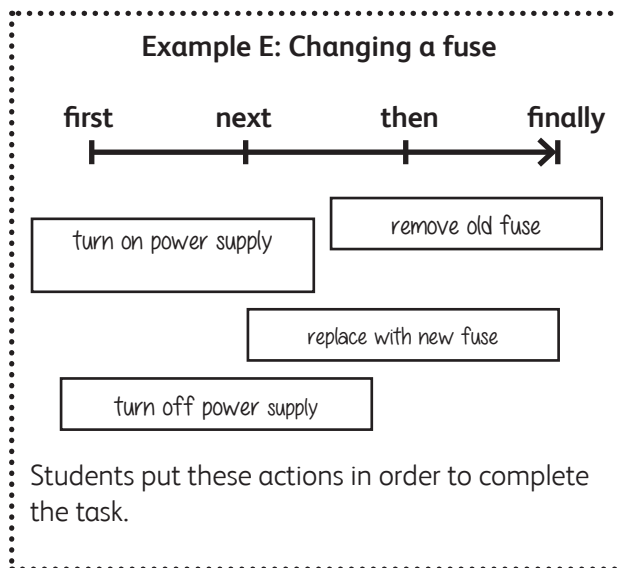 Example E: Changing a fuse
first next then finally
turn on power supply
remove old fuse
replace with new fuse
turn off power supply
Students put these actions in order to complete
the task.